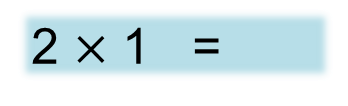 2 × 1 =